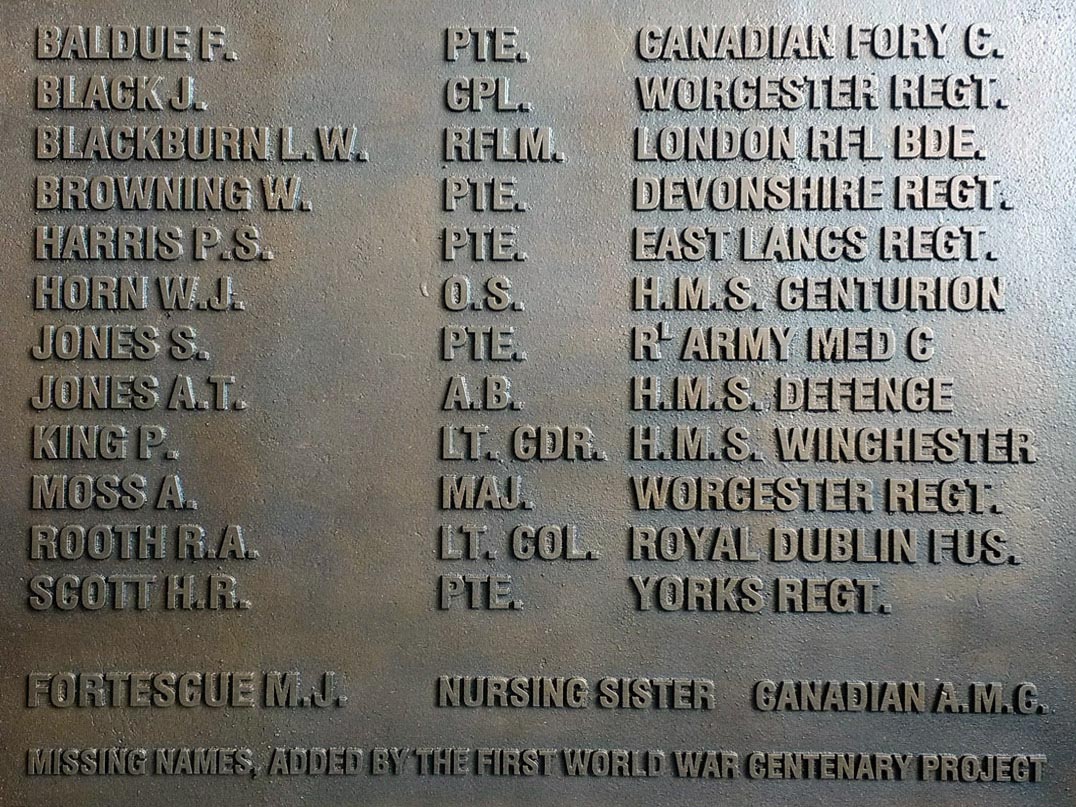 BALDUE F. PTE. CANADIAN FORY C.
BLACK J. CPL. WORCESTER REGT.
BLACKBURN L.W. RFLM. LONDON RFL BDE.
BROWNING W. PTE. DEVONSHIRE REGT.
HARRIS P.S. PTE. EAST LANCS REGT.
HORN W.J. O.S. H.M.S. CENTURION
JONES S. PTE. RL ARMY MED C
JONES A.T. A.B. H.M.S. DEFENCE
KING P. LT. CDR. H.M.S. WINCHESTER
MOSS A. MAJ. WORCESTER REGT.
ROOTH R.A. LT. COL. ROYAL DUBLIN FUS.
SCOTT H.R. PTE. YORKS REGT.
FORTESCUE M.J. NURSING SISTER CANADIAN A.M.C.
MISSING NAMES, ADDED BY THE FIRST WORLD WAR CENTENARY PROJECT